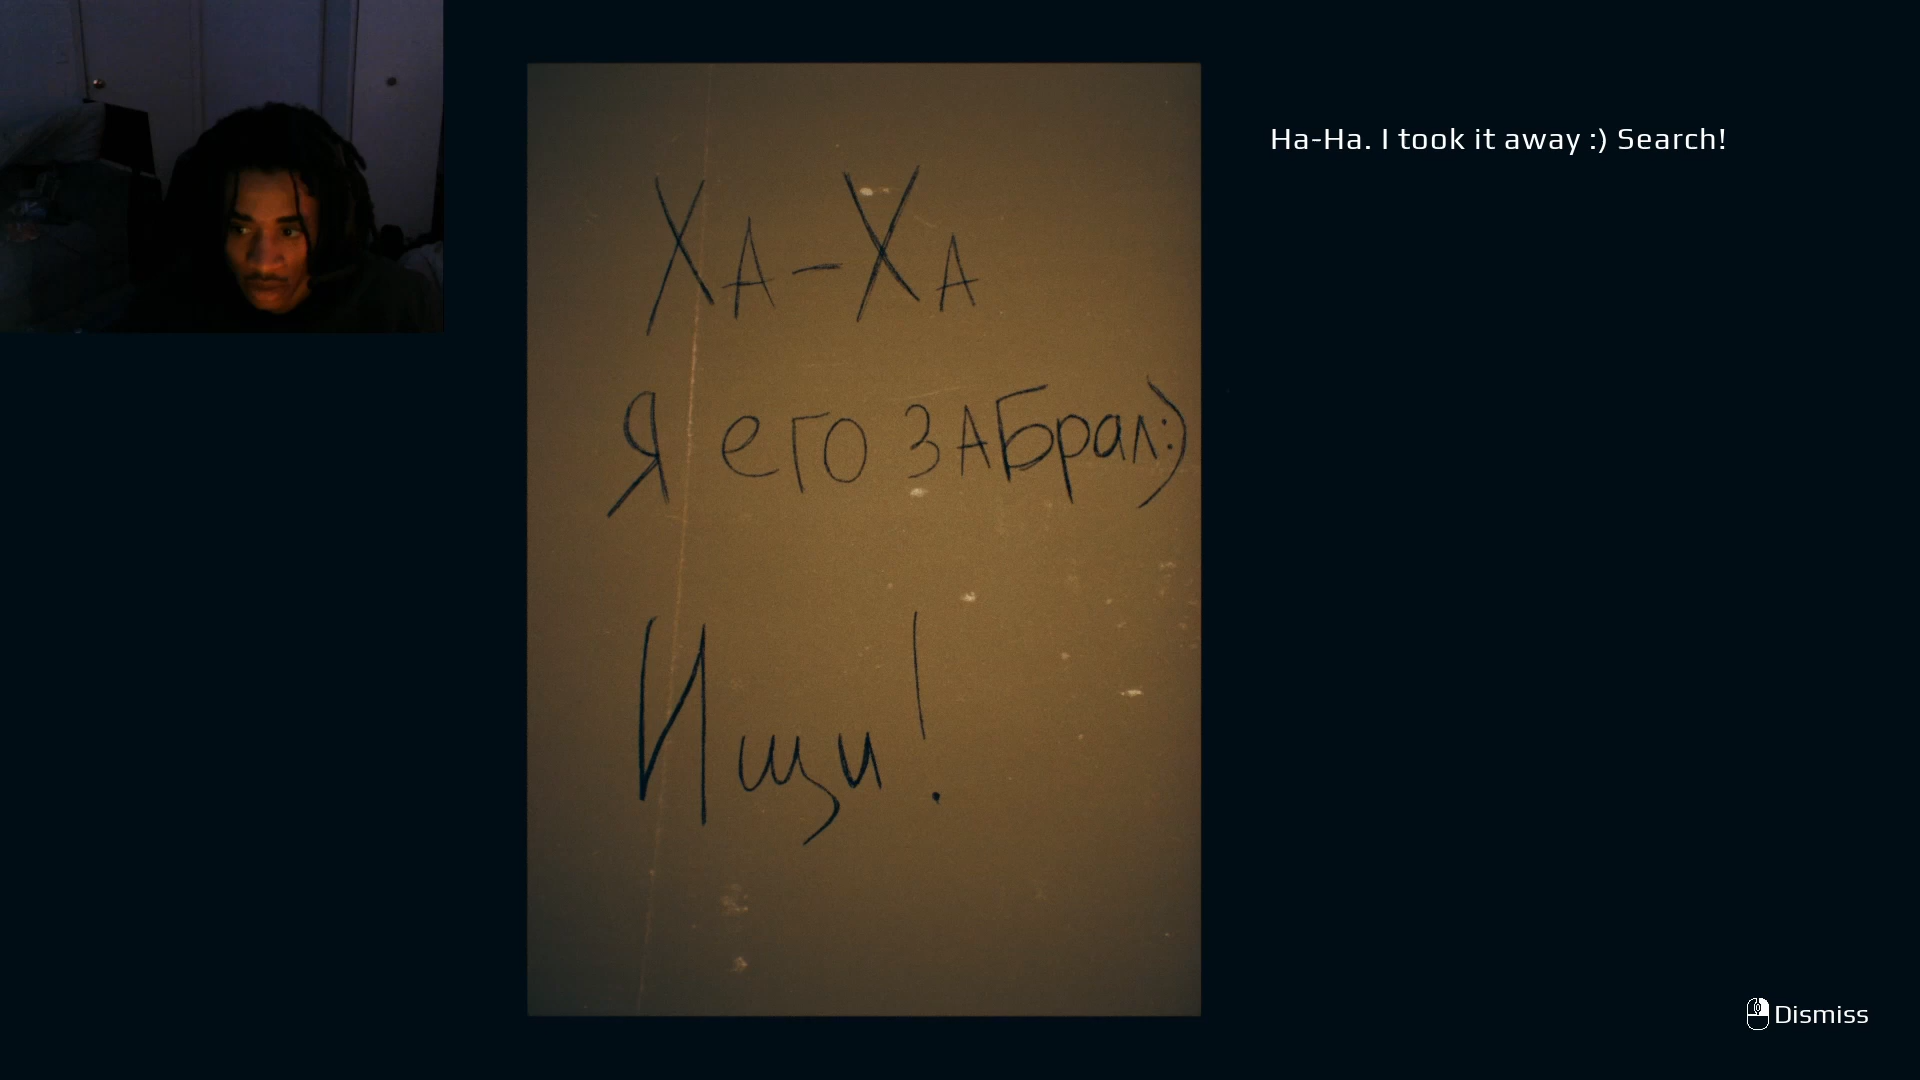 Ха-Ха
Я его забрал:)
Ищи!
Ha-Ha. I took it away :) Search!
Dismiss